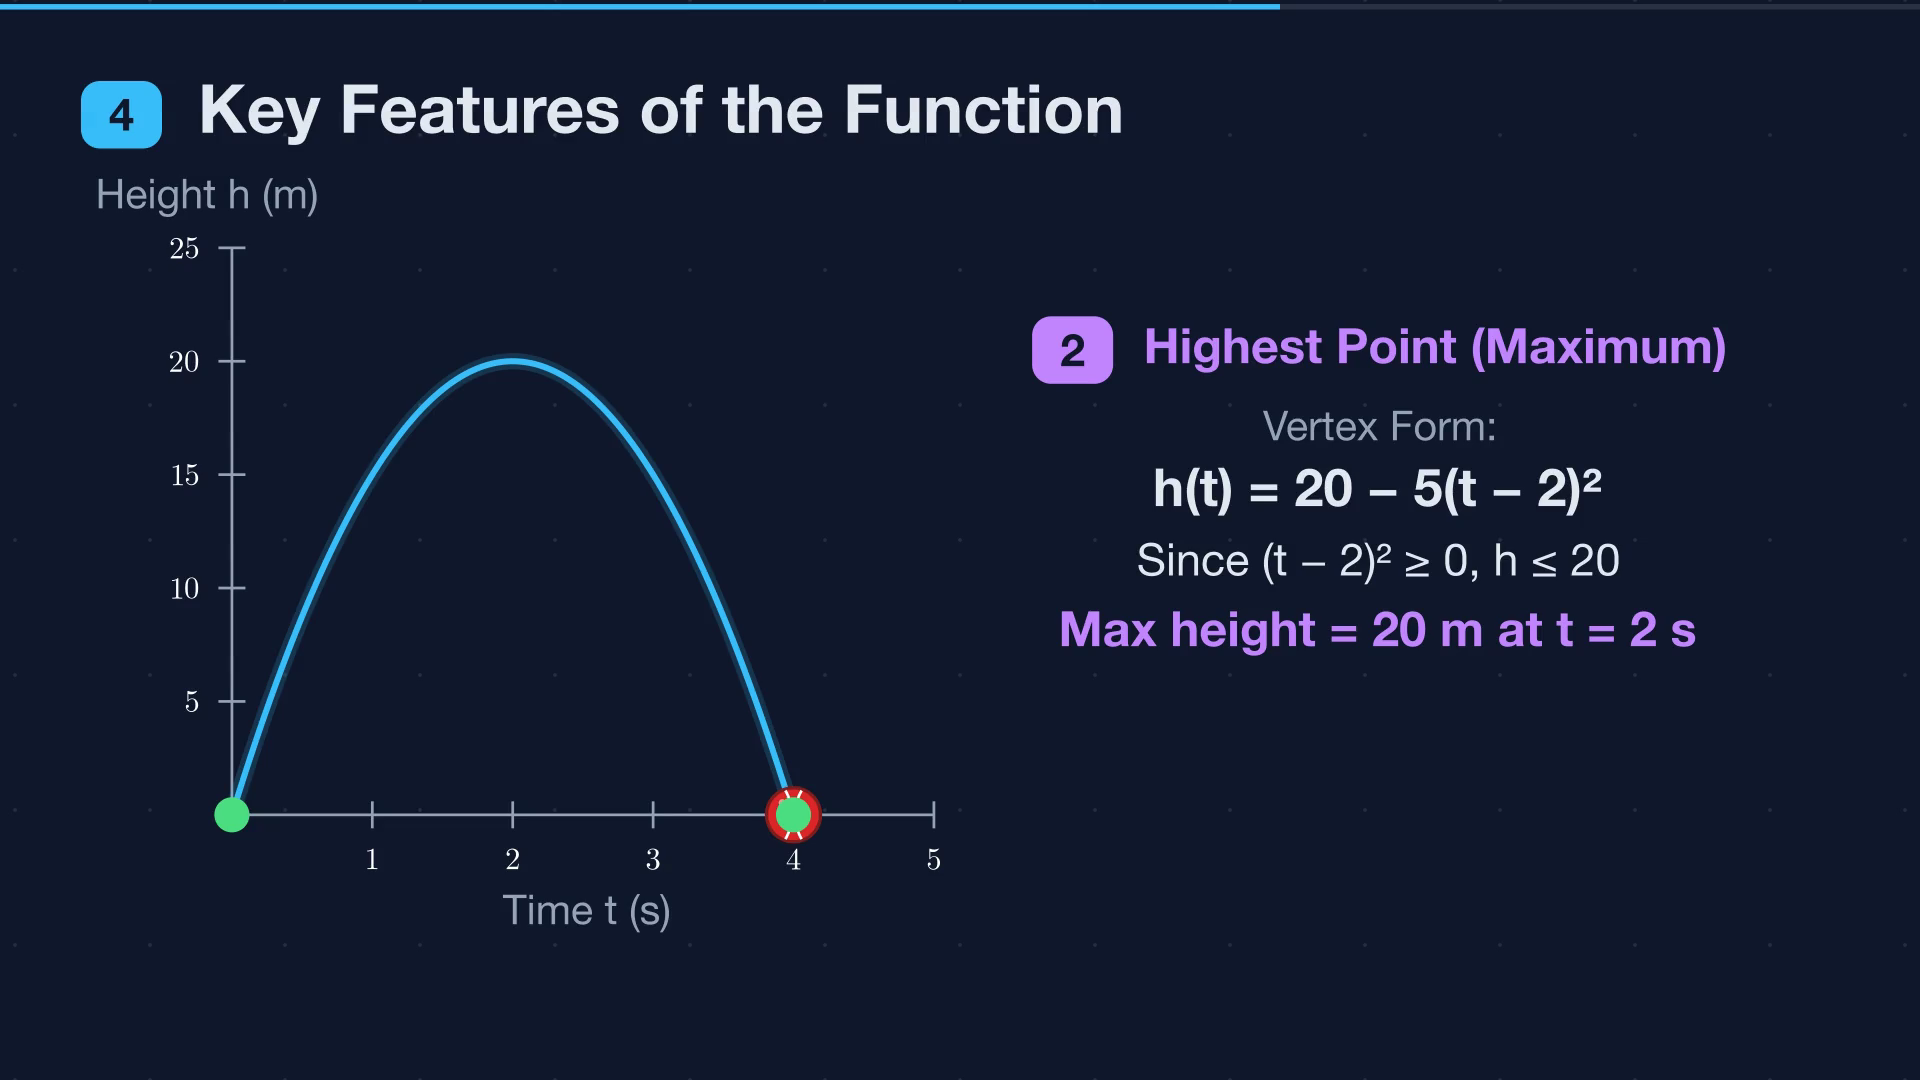 4 Key Features of the Function
Height h (m)
25
20
15
10
5
1 2 3 4 5
Time t (s)
2 Highest Point (Maximum)
Vertex Form:
h(t) = 20 − 5(t − 2)²
Since (t − 2)² ≥ 0, h ≤ 20
Max height = 20 m at t = 2 s